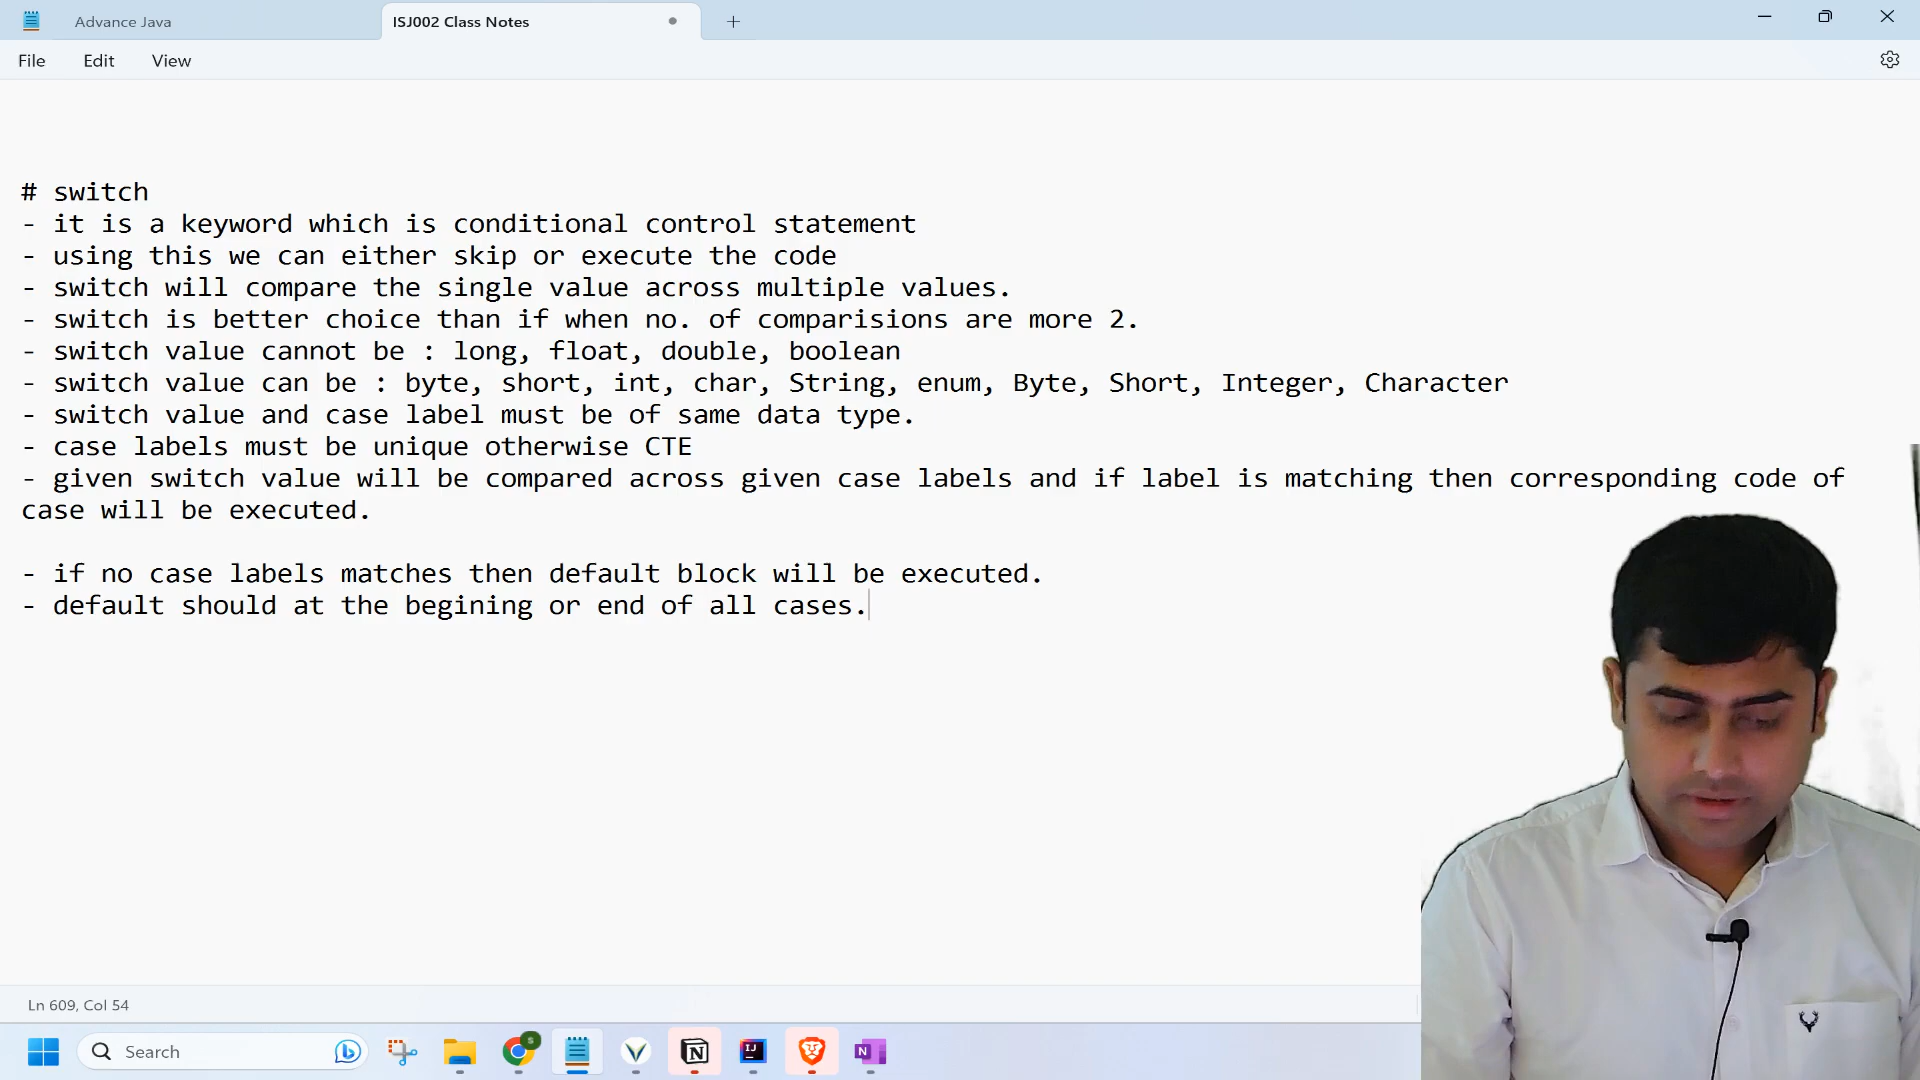 Advance Java
ISJ002 Class Notes
File Edit View
# switch
- it is a keyword which is conditional control statement
- using this we can either skip or execute the code
- switch will compare the single value across multiple values.
- switch is better choice than if when no. of comparisions are more 2.
- switch value cannot be : long, float, double, boolean
- switch value can be : byte, short, int, char, String, enum, Byte, Short, Integer, Character
- switch value and case label must be of same data type.
- case labels must be unique otherwise CTE
- given switch value will be compared across given case labels and if label is matching then corresponding code of
case will be executed.
- if no case labels matches then default block will be executed.
- default should at the begining or end of all cases.
Ln 609, Col 54
Search